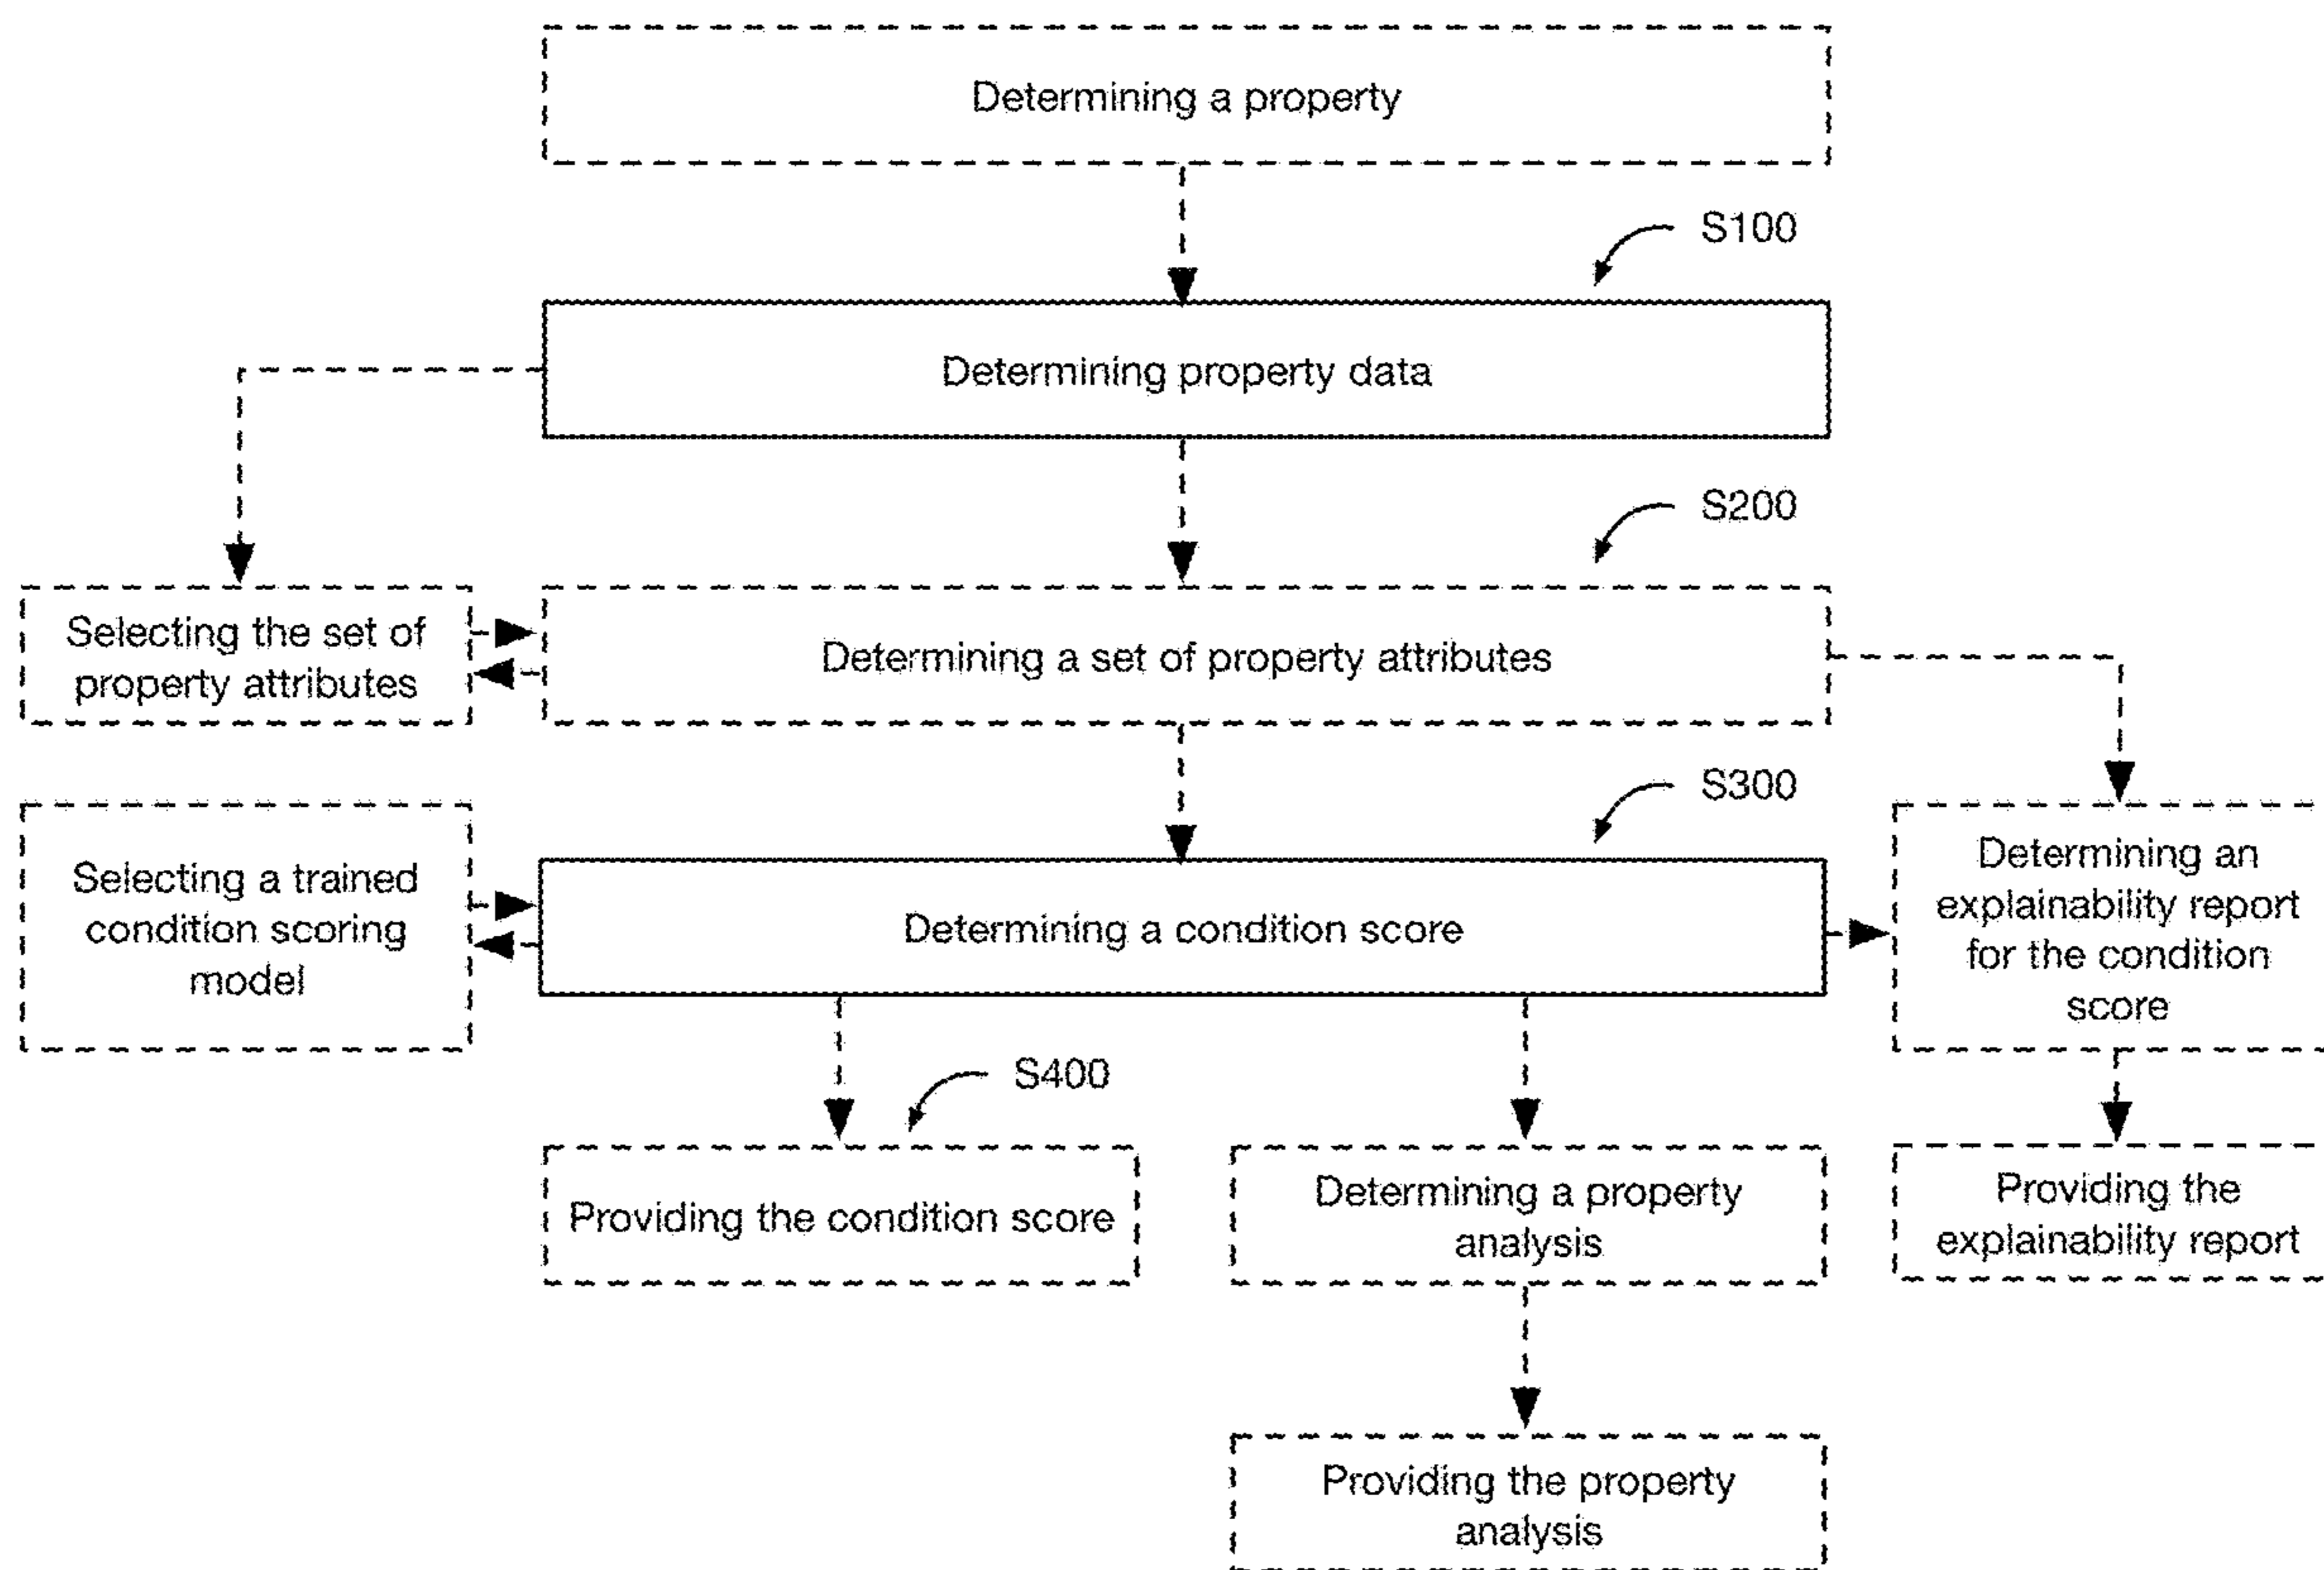 Determining a property
S100
Determining property data
S200
Selecting the set of
property attributes
Determining a set of property attributes
S300
Selecting a trained
condition scoring
model
Determining a condition score
Determining an
explainability report
for the condition
score
S400
Providing the condition score
Determining a property
analysis
Providing the
explainability report
Providing the property
analysis